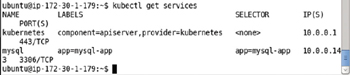 ubuntu@ip-172-30-1-179:~$ kubectl get services
NAME LABELS SELECTOR IP(S)
PORT(S)
kubernetes component=apiserver,provider=kubernetes <none> 10.0.0.1
443/TCP
mysql app=mysql-app app=mysql-app 10.0.0.14
3 3306/TCP
ubuntu@ip-172-30-1-179:~$